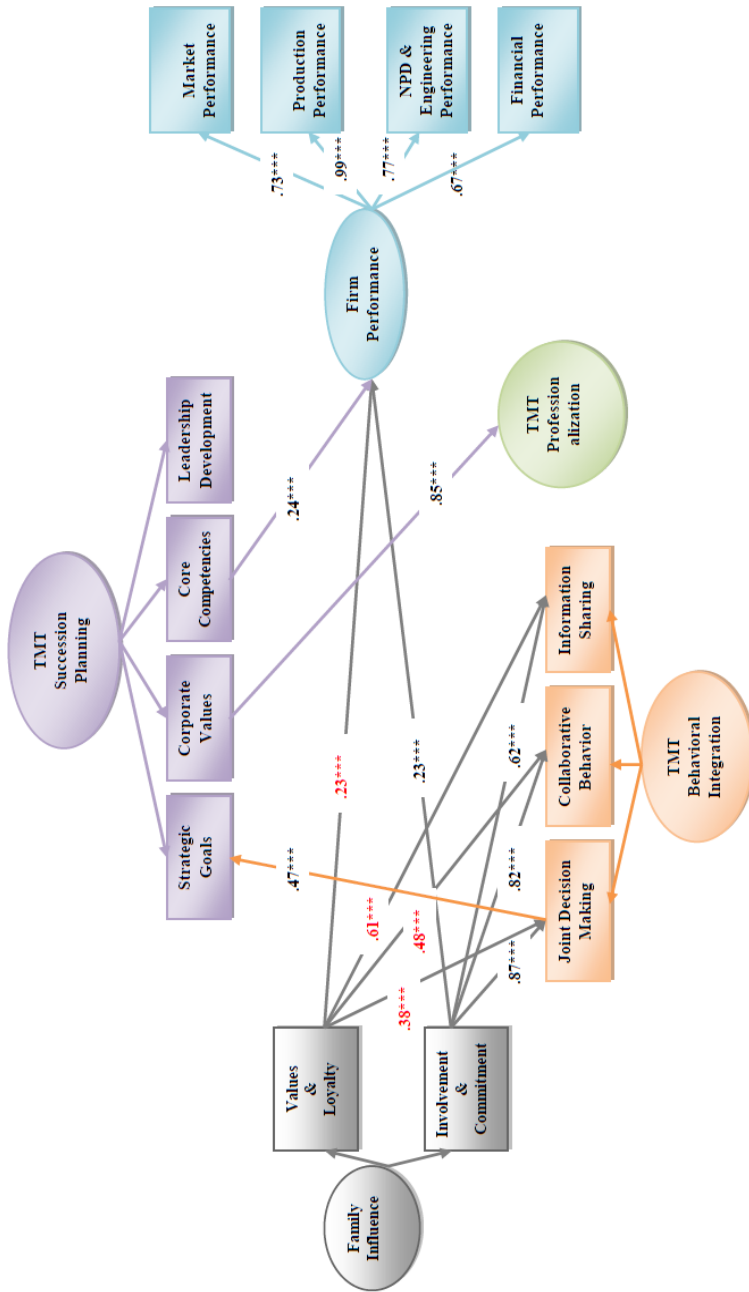 TMT
Succession
Planning
Strategic
Goals
Corporate
Values
Core
Competencies
Leadership
Development
Market
Performance
Production
Performance
NPD &
Engineering
Performance
Financial
Performance
.73***
.99***
.77***
.67***
Firm
Performance
.24***
.85***
TMT
Profession
alization
Family
Influence
Values
&
Loyalty
Involvement
&
Commitment
.23***
.23***
.47***
.61***
.48***
.38***
.62***
.82***
.87***
Joint Decision
Making
Collaborative
Behavior
Information
Sharing
TMT
Behavioral
Integration